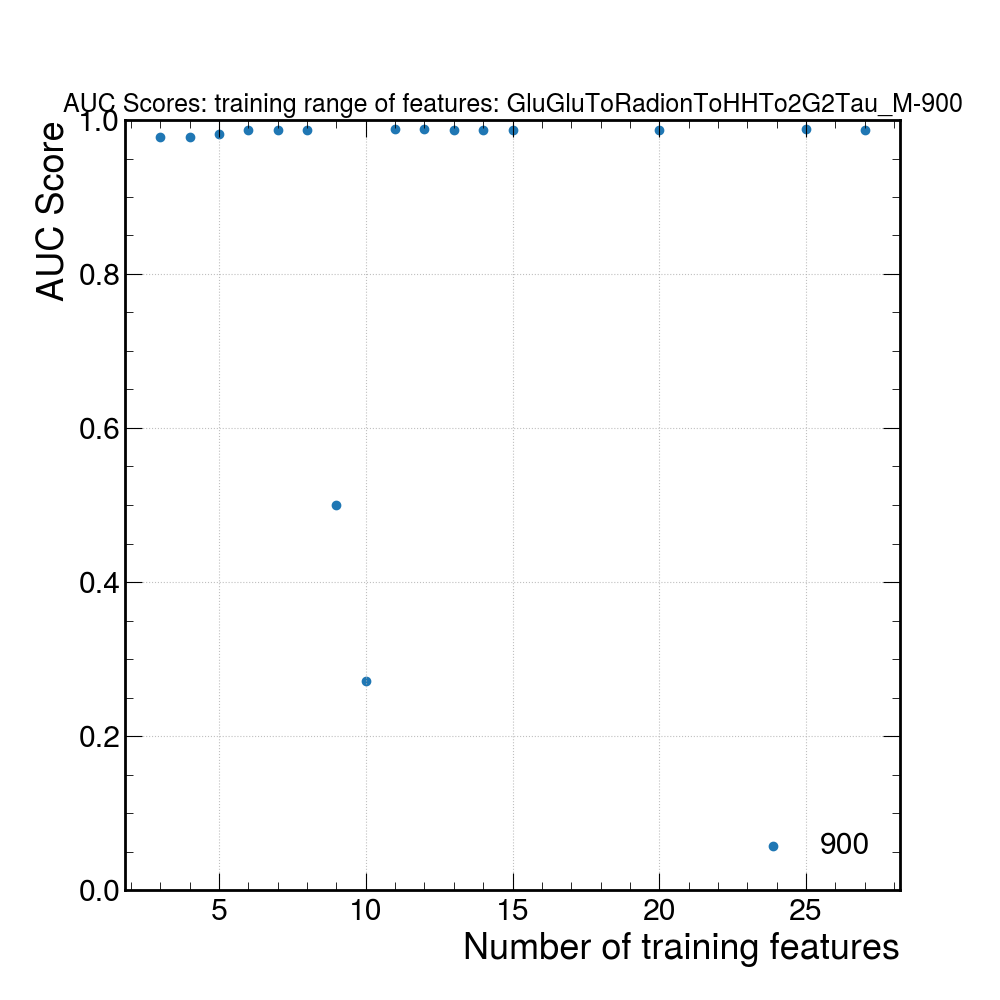 AUC Scores: training range of features: GluGluToRadionToHHTo2G2Tau_M-900
AUC Score
1.0
0.8
0.6
0.4
0.2
0.0
900
5 10 15 20 25
Number of training features